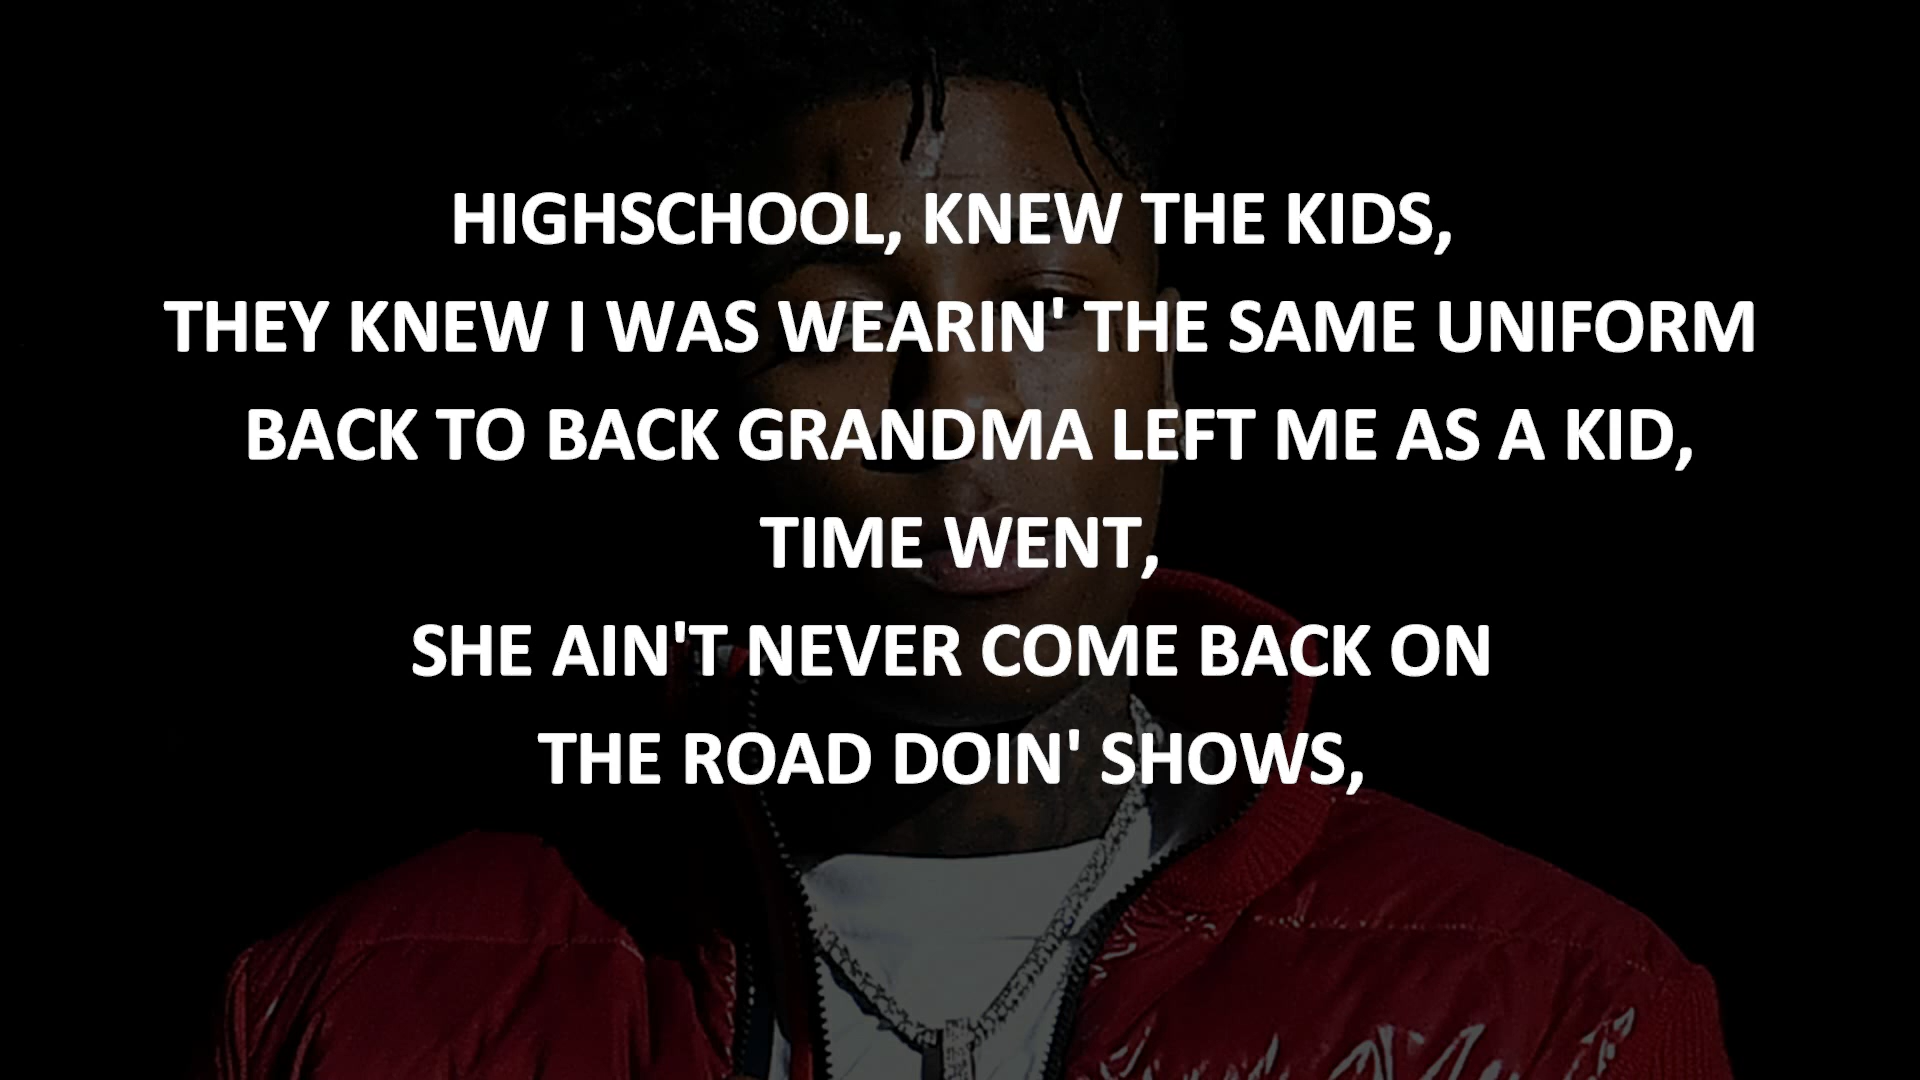 HIGHSCHOOL, KNEW THE KIDS,
THEY KNEW I WAS WEARIN' THE SAME UNIFORM
BACK TO BACK GRANDMA LEFT ME AS A KID,
TIME WENT,
SHE AIN'T NEVER COME BACK ON
THE ROAD DOIN' SHOWS,